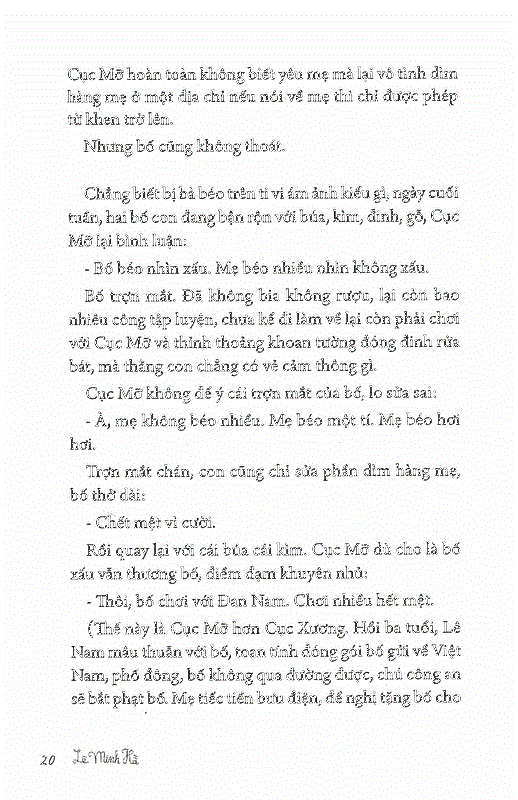 Cục Mỡ hoàn toàn không biết yêu mẹ mà lại vô tình dìm
hàng mẹ ở một địa chỉ nếu nói về mẹ thì chỉ được phép
từ khen trở lên.
Nhưng bố cũng không thoát.
Chẳng biết bị bà béo trên ti vi ám ảnh kiểu gì, ngày cuối
tuần, hai bố con đang bận rộn với búa, kìm, đinh, gỗ, Cục
Mỡ lại bình luận:
- Bố béo nhìn xấu. Mẹ béo nhiều nhìn không xấu.
Bố trợn mắt. Đã không bia không rượu, lại còn bao
nhiêu công tập luyện, chưa kể đi làm về lại còn phải chơi
với Cục Mỡ và thỉnh thoảng khoan tường đóng đinh rửa
bát, mà thằng con chẳng có vẻ cảm thông gì.
Cục Mỡ không để ý cái trợn mắt của bố, lo sửa sai:
- À, mẹ không béo nhiều. Mẹ béo một tí. Mẹ béo hơi
hơi.
Trợn mắt chán, con cũng chỉ sửa phần dìm hàng mẹ,
bố thở dài:
- Chết mệt vì cười.
Rồi quay lại với cái búa cái kìm. Cục Mỡ dù cho là bố
xấu vẫn thương bố, điềm đạm khuyên nhủ:
- Thôi, bố chơi với Đan Nam. Chơi nhiều hết mệt.
(Thế này là Cục Mỡ hơn Cục Xương. Hồi ba tuổi, Lê
Nam mâu thuẫn với bố, toan tính đóng gói bố gửi về Việt
Nam, phố đông, bố không qua đường được, chú công an
sẽ bắt phạt bố. Mẹ tiếc tiền bưu điện, đề nghị tặng bố cho
20 Lê Minh Hà